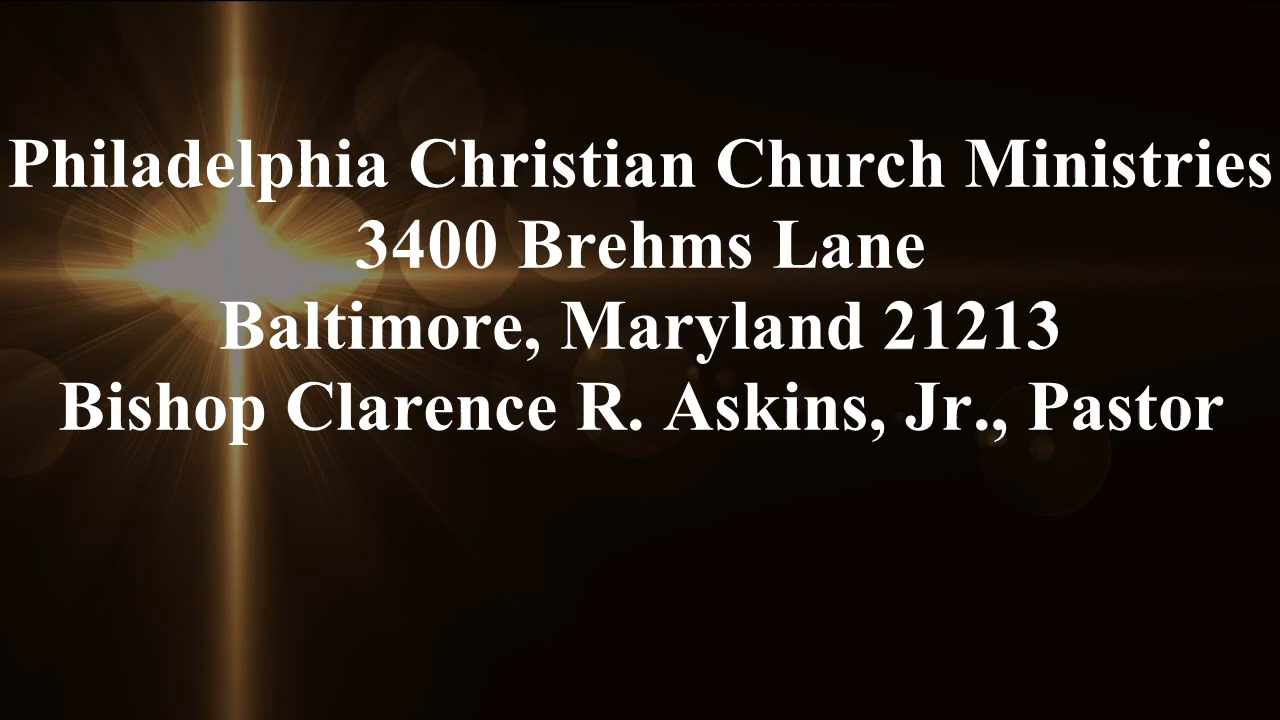 Philadelphia Christian Church Ministries
3400 Brehms Lane
Baltimore, Maryland 21213
Bishop Clarence R. Askins, Jr., Pastor